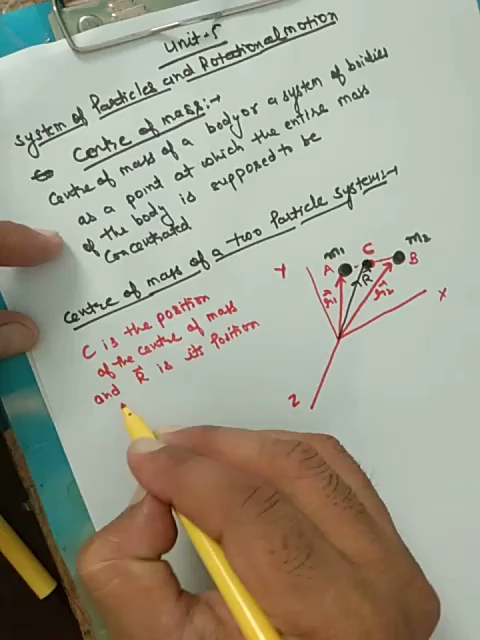 Unit-5
System of Particles and Rotational motion
Centre of mass:-
Centre of mass of a body or a system of bodies
as a point at which the entire mass
of the body is supposed to be
concentrated
Centre of mass of a two Particle system:-
C is the position
of the centre of mass
and R⃗ is its position
m1
C
m2
Y
A
B
R⃗
r⃗1
r⃗2
X
Z